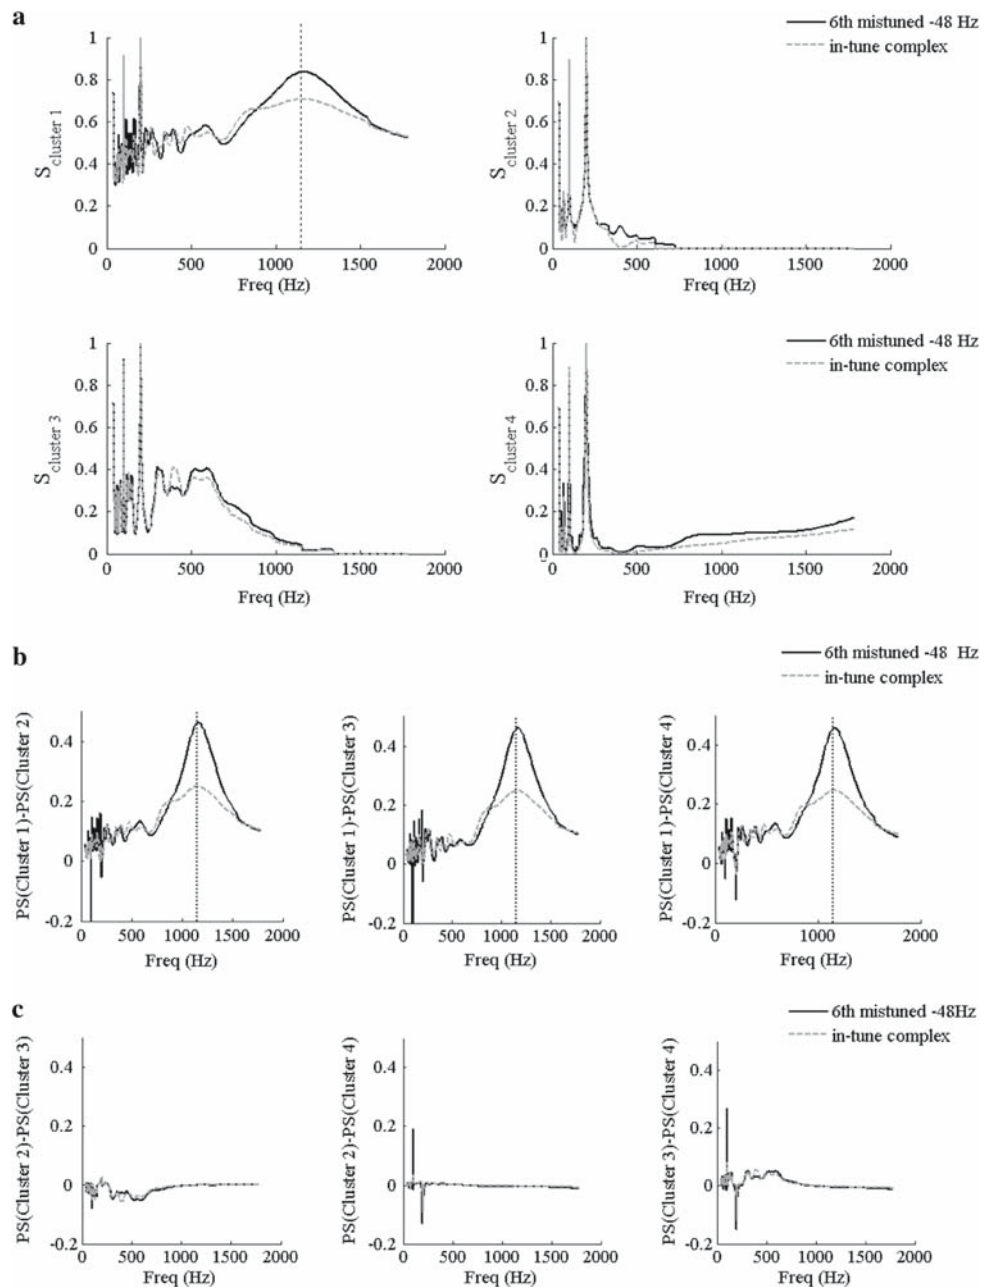 a
6th mistuned -48 Hz
in-tune complex
S cluster 1
1
0.8
0.6
0.4
0.2
0
0 500 1000 1500 2000
Freq (Hz)
S cluster 2
1
0.8
0.6
0.4
0.2
0
0 500 1000 1500 2000
Freq (Hz)
6th mistuned -48 Hz
in-tune complex
S cluster 3
1
0.8
0.6
0.4
0.2
0
0 500 1000 1500 2000
Freq (Hz)
S cluster 4
1
0.8
0.6
0.4
0.2
0
0 500 1000 1500 2000
Freq (Hz)
b
6th mistuned -48 Hz
in-tune complex
PS(Cluster 1)-PS(Cluster 2)
0.4
0.2
0
-0.2
0 500 1000 1500 2000
Freq (Hz)
PS(Cluster 1)-PS(Cluster 3)
0.4
0.2
0
-0.2
0 500 1000 1500 2000
Freq (Hz)
PS(Cluster 1)-PS(Cluster 4)
0.4
0.2
0
-0.2
0 500 1000 1500 2000
Freq (Hz)
c
6th mistuned -48Hz
in-tune complex
PS(Cluster 2)-PS(Cluster 3)
0.4
0.2
0
-0.2
0 500 1000 1500 2000
Freq (Hz)
PS(Cluster 2)-PS(Cluster 4)
0.4
0.2
0
-0.2
0 500 1000 1500 2000
Freq (Hz)
PS(Cluster 3)-PS(Cluster 4)
0.4
0.2
0
-0.2
0 500 1000 1500 2000
Freq (Hz)